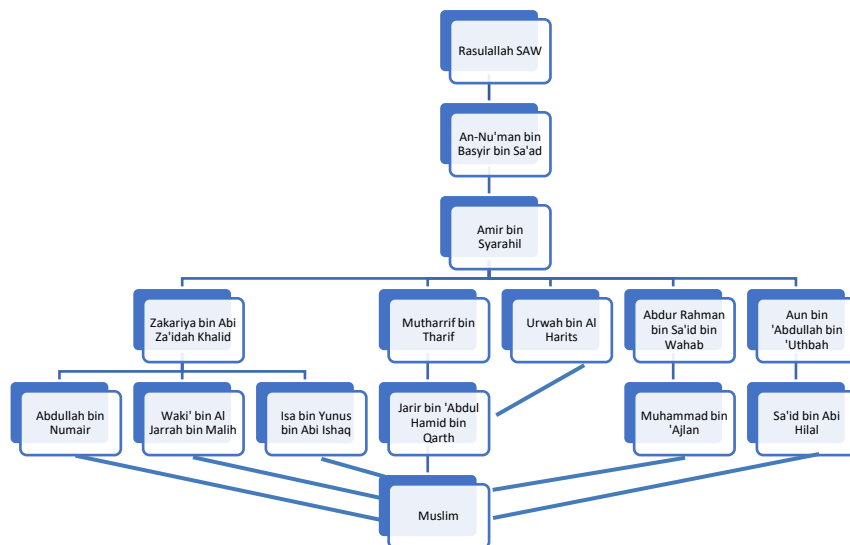 Rasulallah SAW
An-Nu'man bin
Basyir bin Sa'ad
Amir bin
Syarahil
Zakariya bin Abi
Za'idah Khalid
Mutharrif bin
Tharif
Urwah bin Al
Harits
Abdur Rahman
bin Sa'id bin
Wahab
Aun bin
'Abdullah bin
'Uthbah
Abdullah bin
Numair
Waki' bin Al
Jarrah bin Malih
Isa bin Yunus
bin Abi Ishaq
Jarir bin 'Abdul
Hamid bin
Qarth
Muhammad bin
'Ajlan
Sa'id bin Abi
Hilal
Muslim